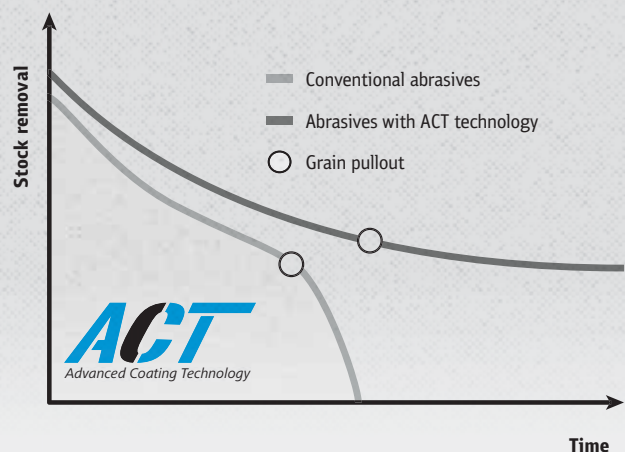 Stock removal
Conventional abrasives
Abrasives with ACT technology
Grain pullout
ACT
Advanced Coating Technology
Time